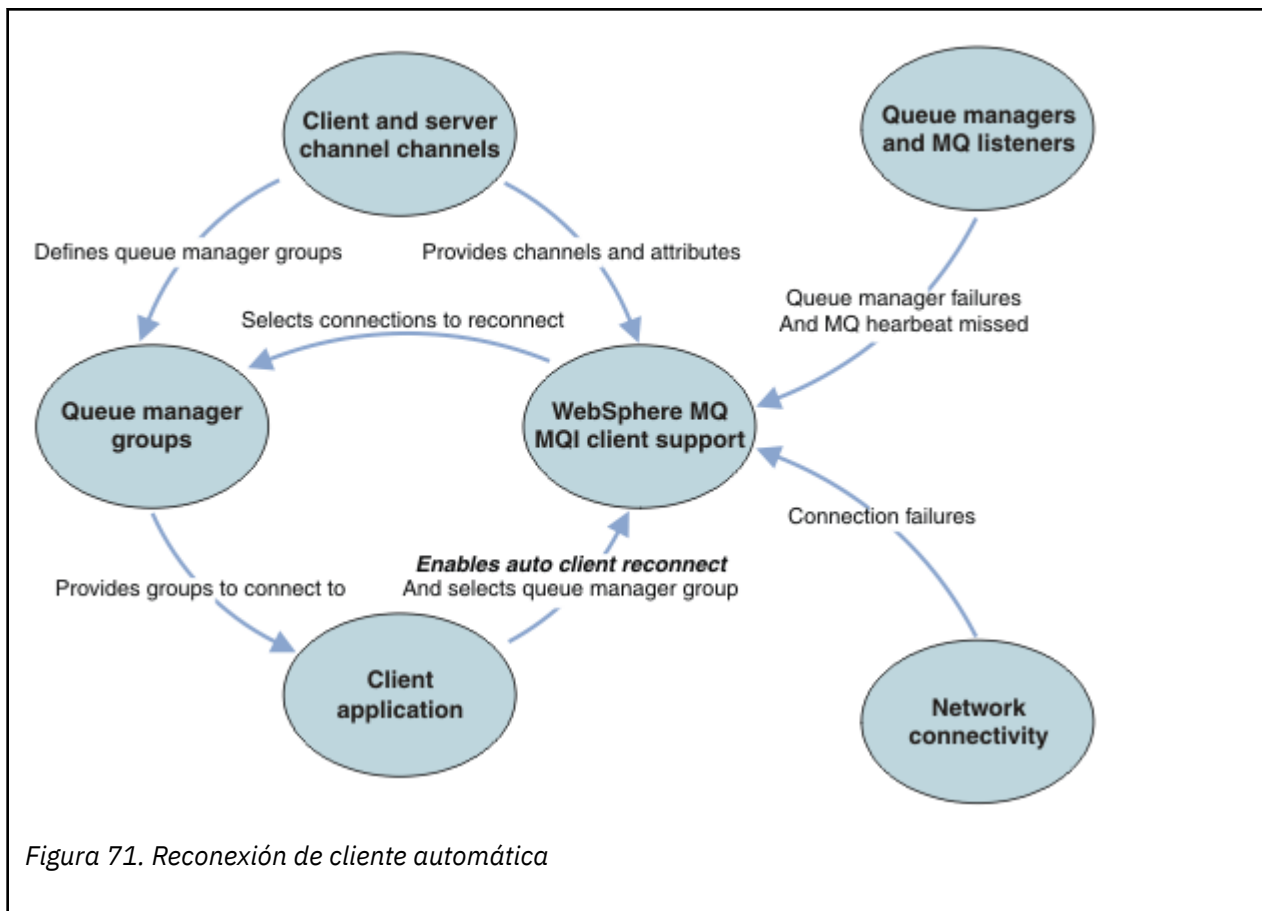 Client and server
channel channels
Queue managers
and MQ listeners
Defines queue manager groups
Provides channels and attributes
Queue manager failures
And MQ hearbeat missed
Selects connections to reconnect
Queue manager
groups
WebSphere MQ
MQI client support
Connection failures
Enables auto client reconnect
And selects queue manager group
Provides groups to connect to
Client
application
Network
connectivity
Figura 71. Reconexión de cliente automática